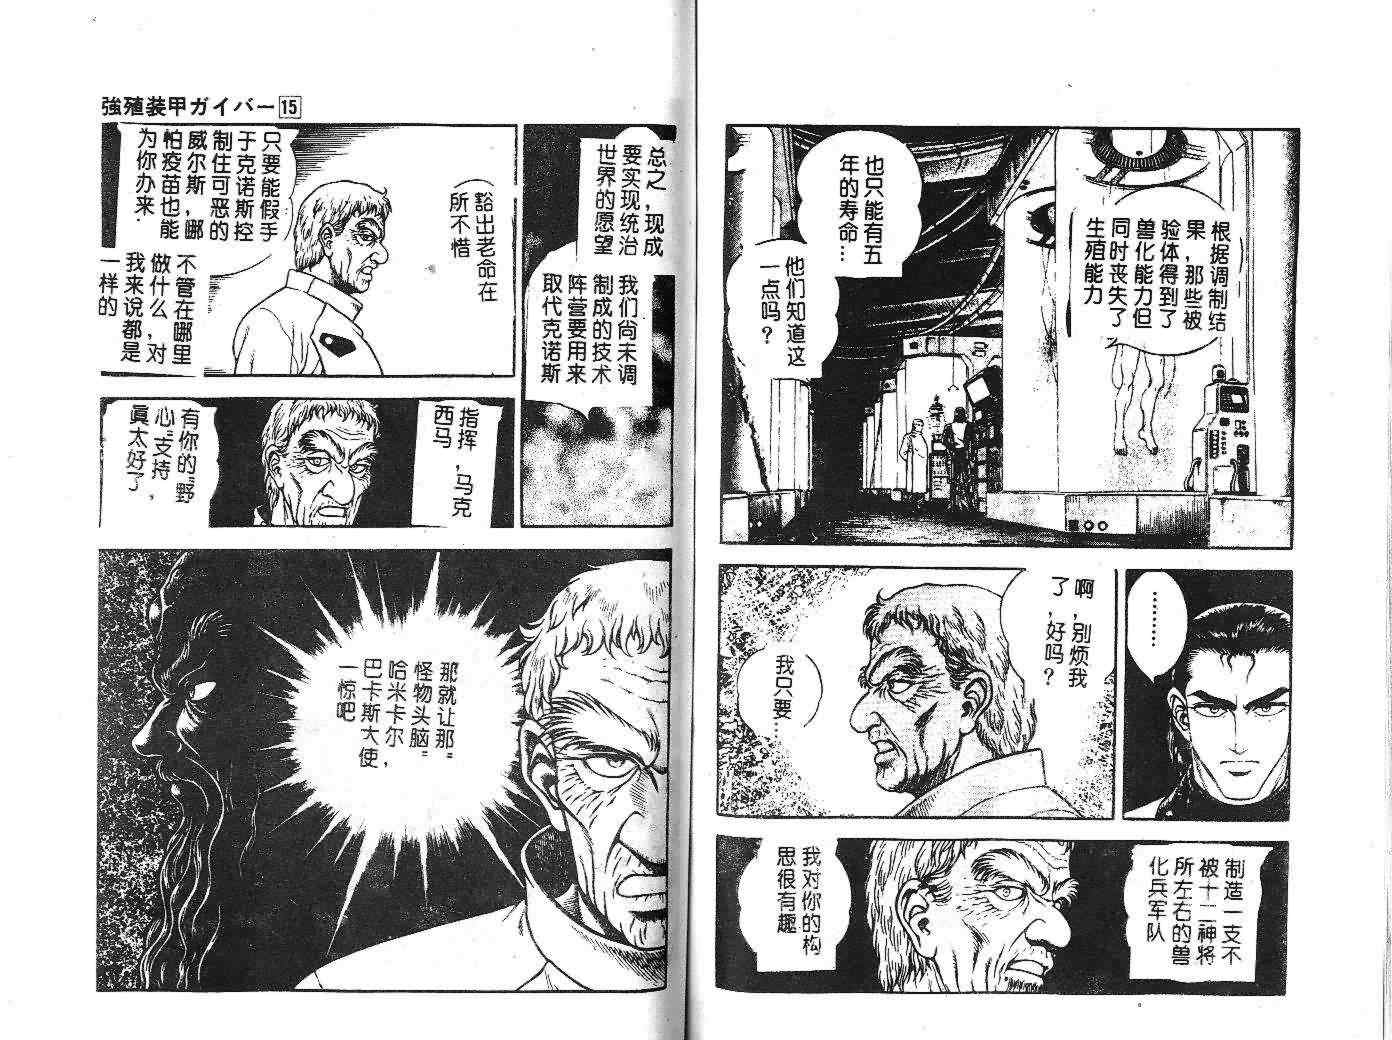 強殖装甲ガイバー 15
根据调制结
果，那些被
验体得到了
兽化能力但
同时丧失了
生殖能力
也只能有五
年的寿命…
他们知道这
一点吗？
………
啊，别烦我
了，好吗？
我只要…
制造一支不
被十二神将
所左右的兽
化兵军队
我对你的构
思很有趣
总之，现成
要实现统治
世界的愿望
我们尚未调
制成的技术
阵营要用来
取代克诺斯
豁出老命在
所不惜
只要能假手
于克诺斯控
制住可恶的
威尔斯，哪
怕疫苗也能
为你办来
不管在哪里
做什么，对
我来说都是
一样的
指挥，马克
西马
有你的“野
心”支持，
真太好了
那就让那“
怪物头脑”
哈米卡尔，
巴卡斯大使
一惊吧